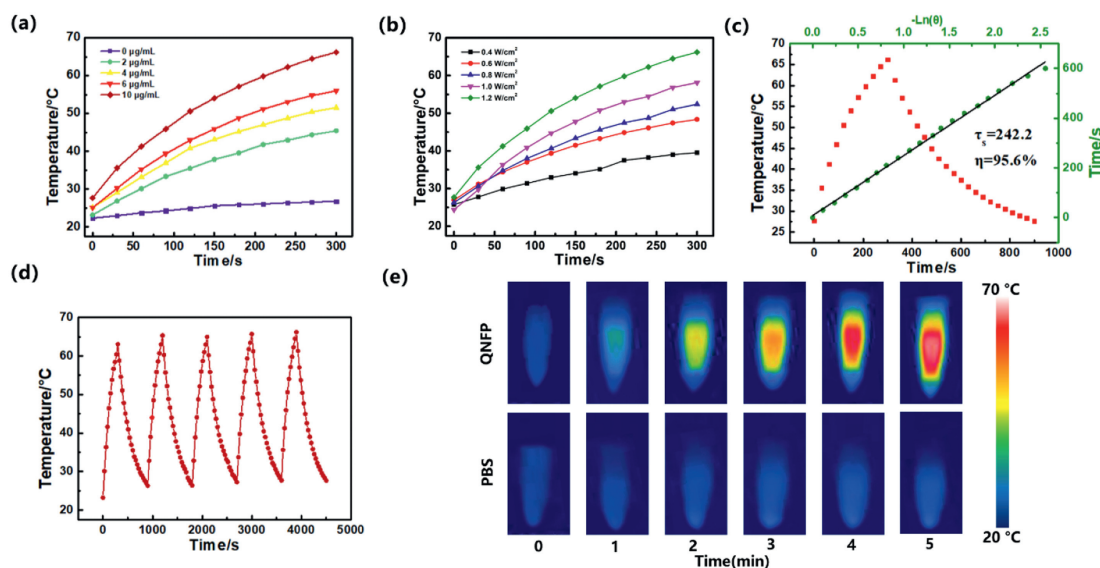 (a)
Temperature/°C
70
60
50
40
30
20
0 μg/mL
2 μg/mL
4 μg/mL
6 μg/mL
10 μg/mL
0 50 100 150 200 250 300
Time/s
(b)
Temperature/°C
70
60
50
40
30
20
0.4 W/cm²
0.6 W/cm²
0.8 W/cm²
1.0 W/cm²
1.2 W/cm²
0 50 100 150 200 250 300
Time/s
(c)
-Ln(θ)
0.0 0.5 1.0 1.5 2.0 2.5
Temperature/°C
70
65
60
55
50
45
40
35
30
25
τs=242.2
η=95.6%
600
400
200
0
Time/s
0 200 400 600 800 1000
Time/s
(d)
Temperature/°C
70
60
50
40
30
20
0 1000 2000 3000 4000 5000
Time/s
(e)
QNFP
PBS
70 °C
20 °C
0 1 2 3 4 5
Time(min)